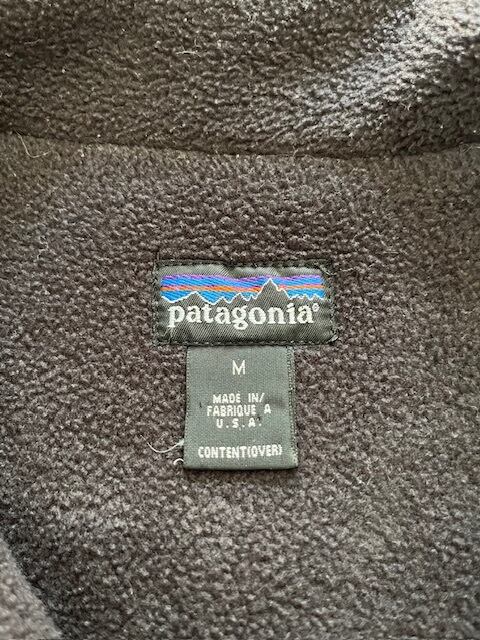 patagonia®
M
MADE IN/
FABRIQUE A
U.S.A.
CONTENT(OVER)